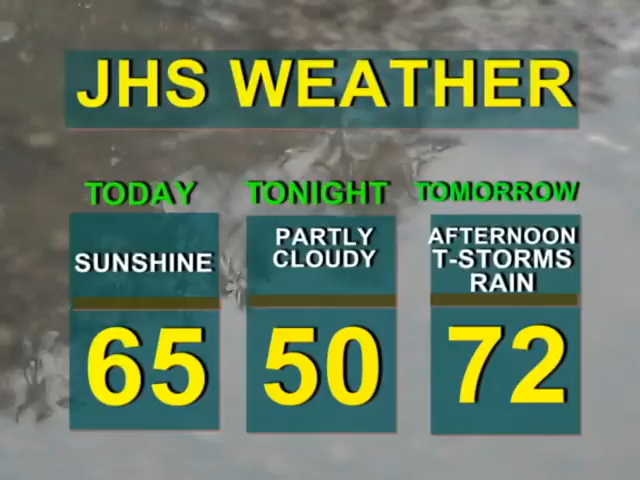 JHS WEATHER
TODAY
TONIGHT
TOMORROW
SUNSHINE
PARTLY
CLOUDY
AFTERNOON
T-STORMS
RAIN
65
50
72